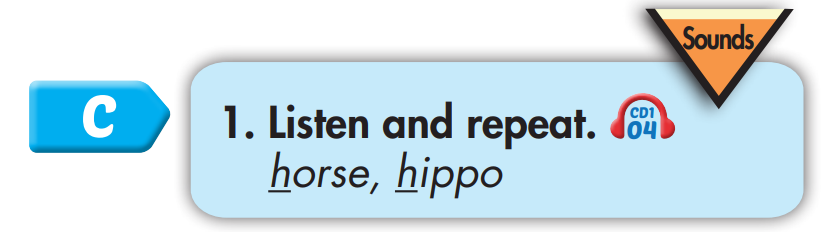 Sounds
C
1. Listen and repeat. CD1 04
horse, hippo